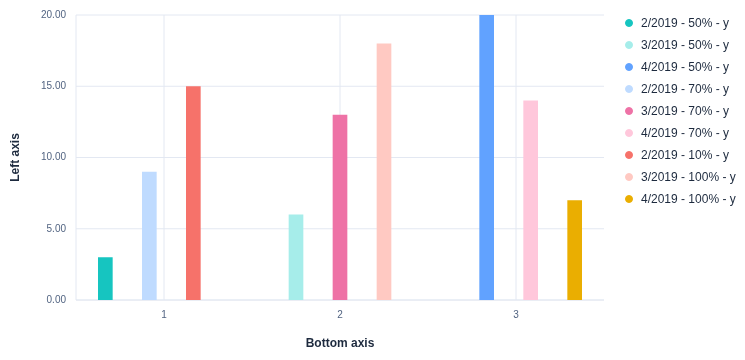 20.00
15.00
10.00
5.00
0.00
Left axis
1
2
3
Bottom axis
2/2019 - 50% - y
3/2019 - 50% - y
4/2019 - 50% - y
2/2019 - 70% - y
3/2019 - 70% - y
4/2019 - 70% - y
2/2019 - 10% - y
3/2019 - 100% - y
4/2019 - 100% - y